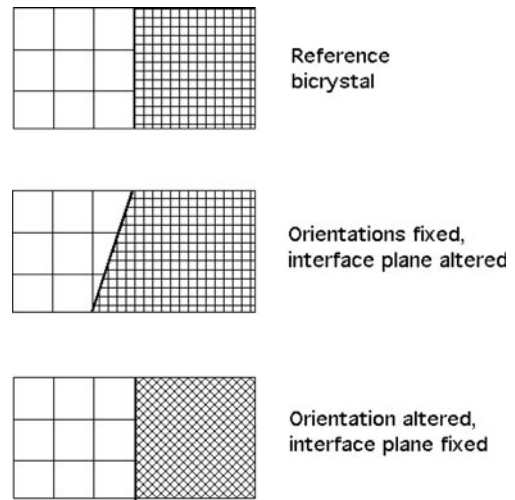 Reference
bicrystal
Orientations fixed,
interface plane altered
Orientation altered,
interface plane fixed